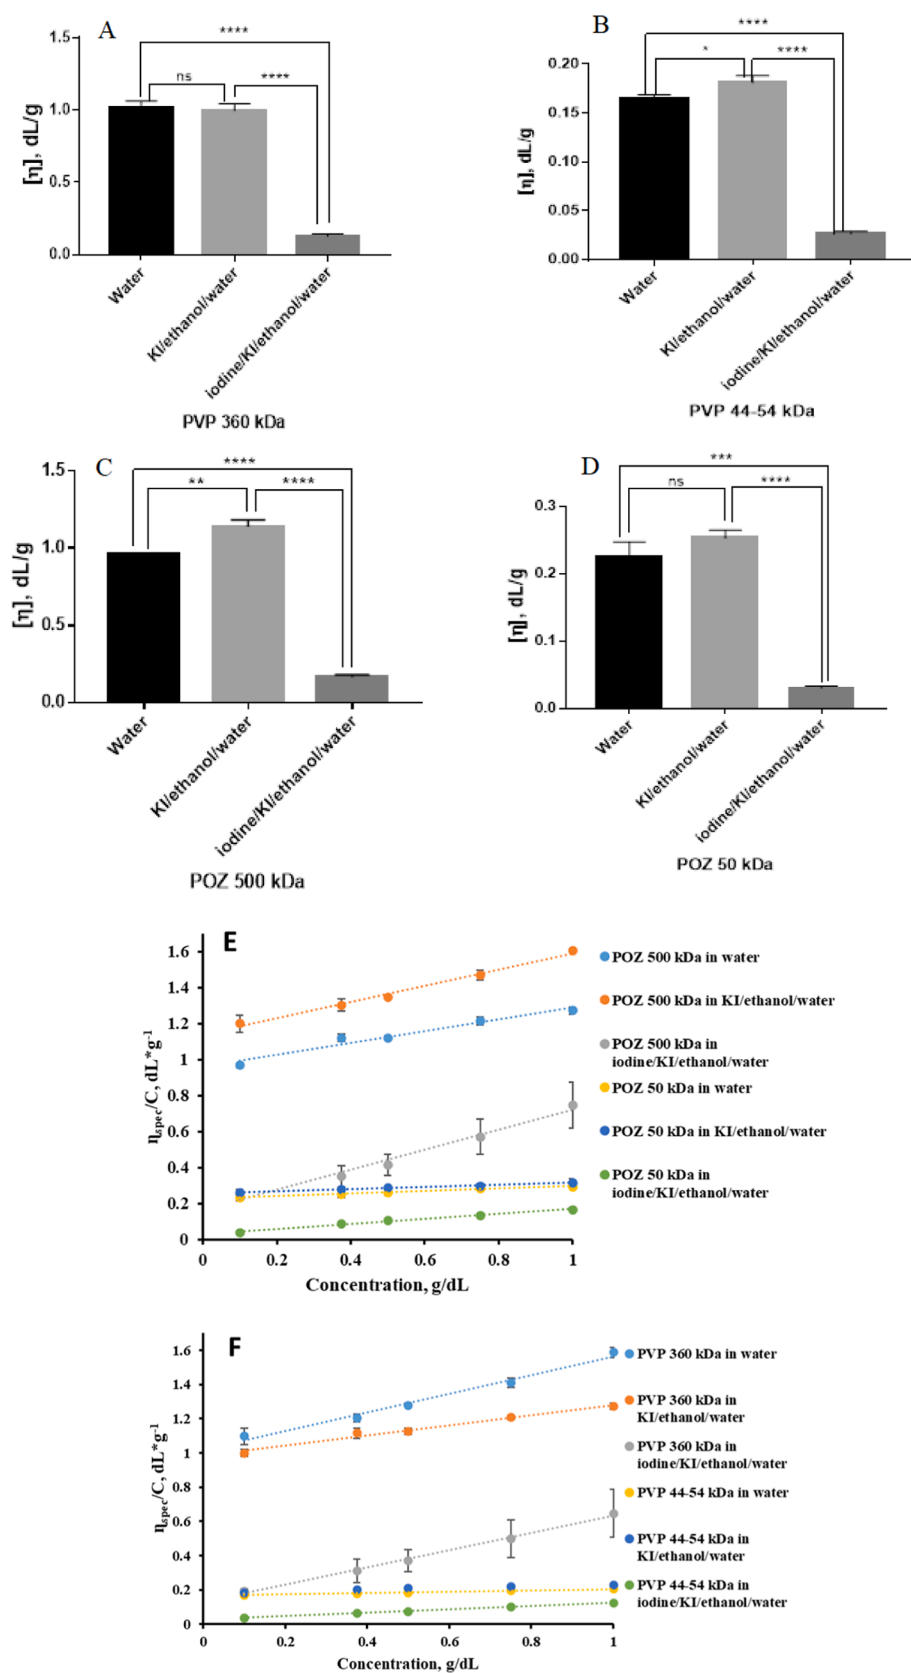 A
1.5
1.0
0.5
0.0
[η], dL/g
****
ns
****
Water
KI/ethanol/water
iodine/KI/ethanol/water
PVP 360 kDa
B
0.20
0.15
0.10
0.05
0.00
[η], dL/g
****
*
****
Water
KI/ethanol/water
iodine/KI/ethanol/water
PVP 44-54 kDa
C
1.5
1.0
0.5
0.0
[η], dL/g
****
**
****
Water
KI/ethanol/water
iodine/KI/ethanol/water
POZ 500 kDa
D
0.3
0.2
0.1
0.0
[η], dL/g
***
ns
****
Water
KI/ethanol/water
iodine/KI/ethanol/water
POZ 50 kDa
E
1.6
1.4
1.2
1
0.8
0.6
0.4
0.2
0
ηspec/C, dL*g-1
0
0.2
0.4
0.6
0.8
1
Concentration, g/dL
POZ 500 kDa in water
POZ 500 kDa in KI/ethanol/water
POZ 500 kDa in
iodine/KI/ethanol/water
POZ 50 kDa in water
POZ 50 kDa in KI/ethanol/water
POZ 50 kDa in
iodine/KI/ethanol/water
F
1.6
1.4
1.2
1
0.8
0.6
0.4
0.2
0
ηspec/C, dL*g-1
0
0.2
0.4
0.6
0.8
1
Concentration, g/dL
PVP 360 kDa in water
PVP 360 kDa in
KI/ethanol/water
PVP 360 kDa in
iodine/KI/ethanol/water
PVP 44-54 kDa in water
PVP 44-54 kDa in
KI/ethanol/water
PVP 44-54 kDa in
iodine/KI/ethanol/water